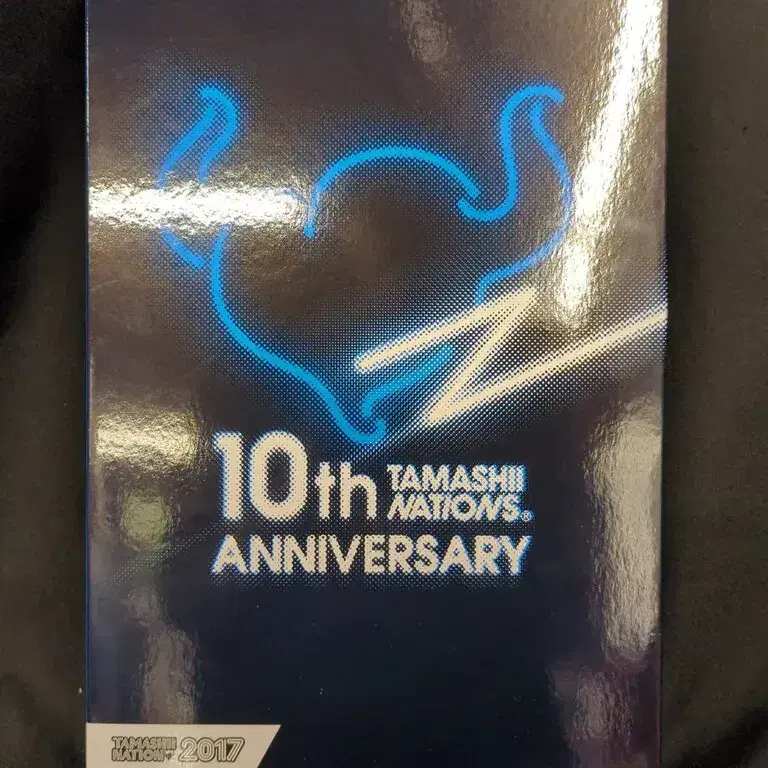 10th TAMASHII NATIONS®
ANNIVERSARY
TAMASHII NATION 2017